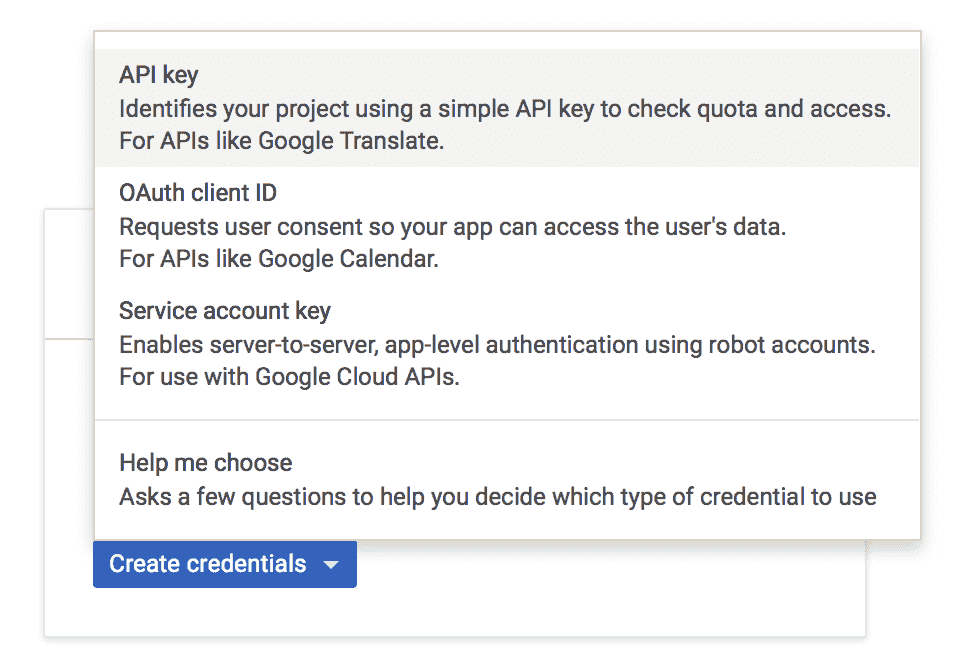 API key
Identifies your project using a simple API key to check quota and access.
For APIs like Google Translate.
OAuth client ID
Requests user consent so your app can access the user's data.
For APIs like Google Calendar.
Service account key
Enables server-to-server, app-level authentication using robot accounts.
For use with Google Cloud APIs.
Help me choose
Asks a few questions to help you decide which type of credential to use
Create credentials